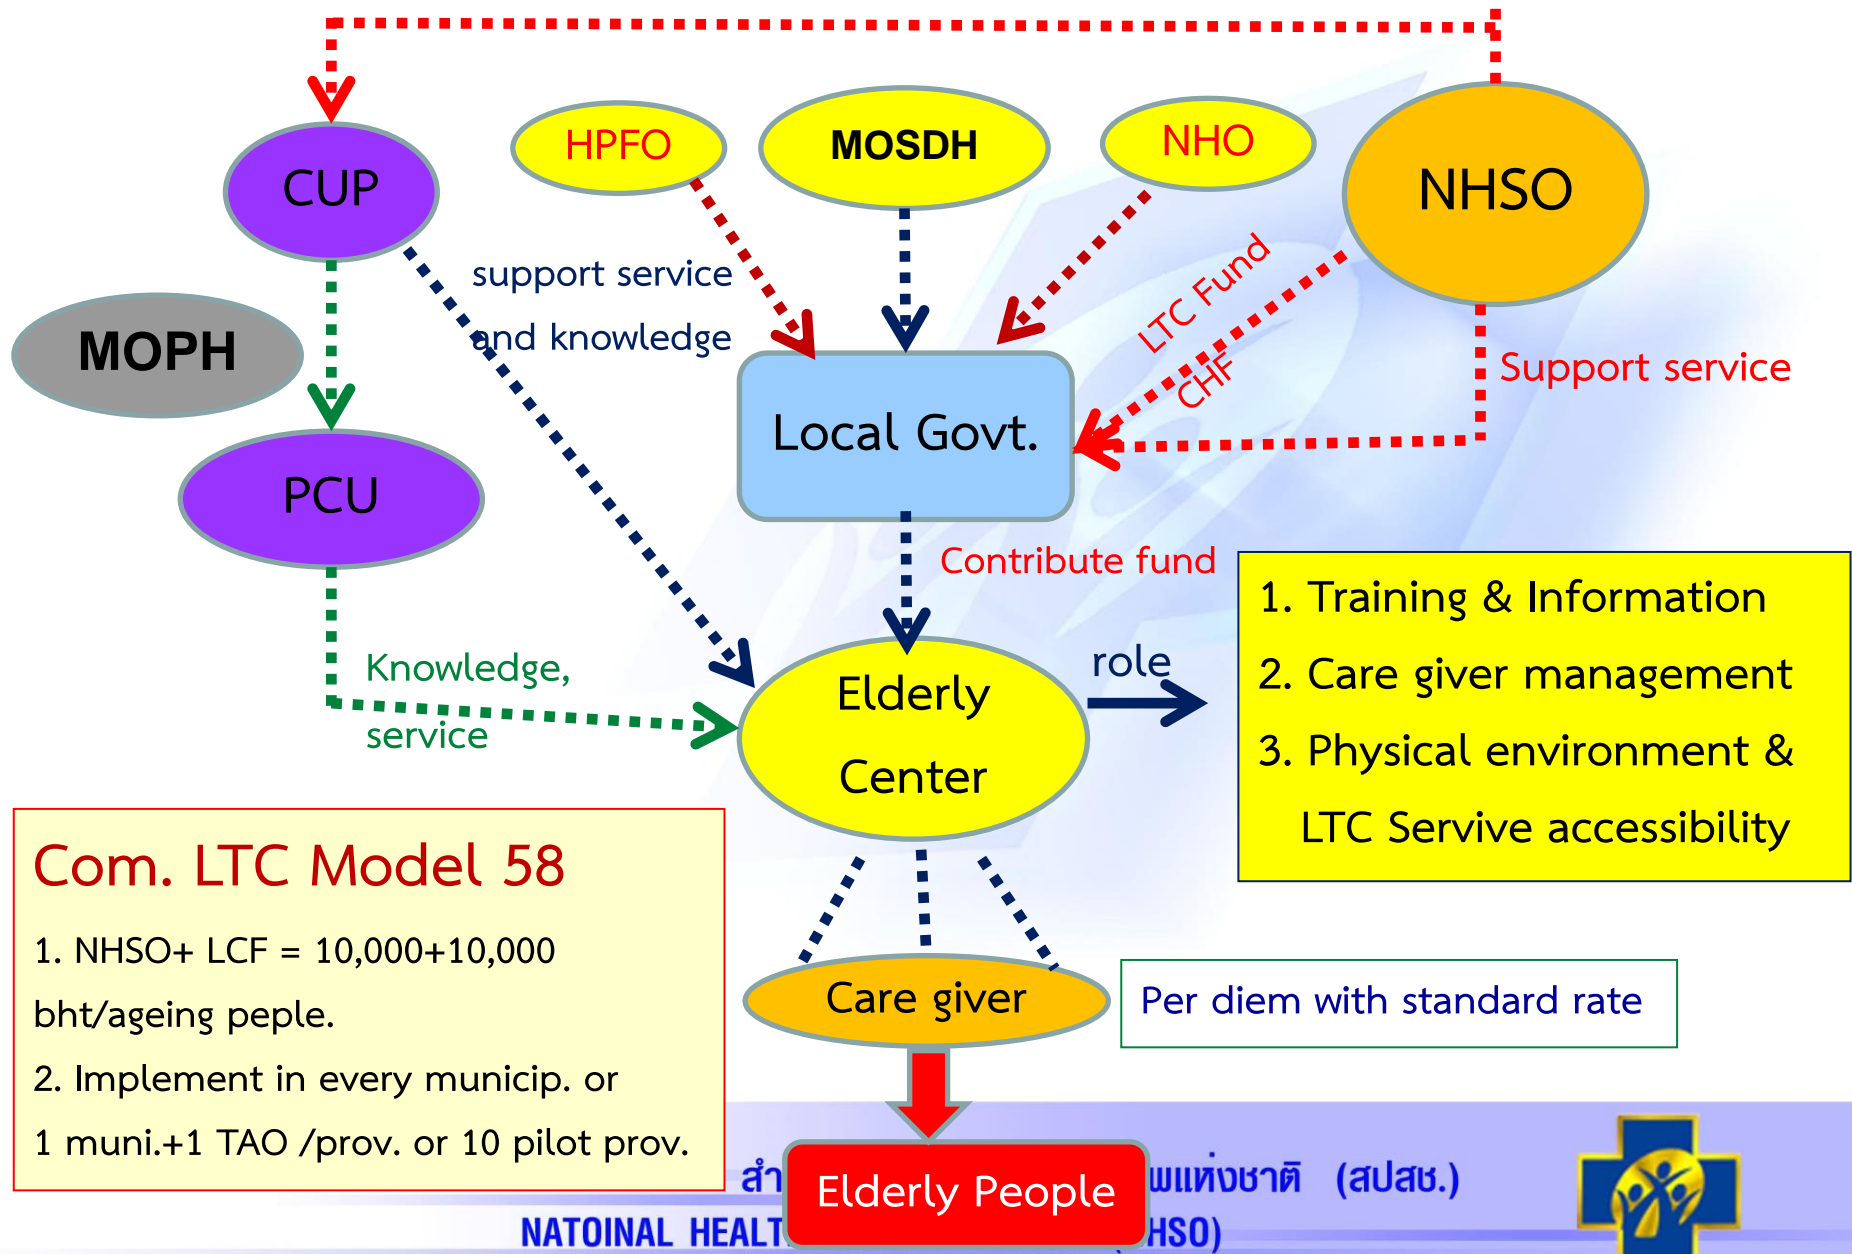 HPFO
MOSDH
NHO
CUP
NHSO
support service
and knowledge
LTC Fund
CHF
MOPH
Support service
Local Govt.
PCU
Contribute fund
1. Training & Information
2. Care giver management
3. Physical environment &
LTC Servive accessibility
role
Knowledge,
service
Elderly
Center
Com. LTC Model 58
1. NHSO+ LCF = 10,000+10,000
bht/ageing peple.
2. Implement in every municip. or
1 muni.+1 TAO /prov. or 10 pilot prov.
Care giver
Per diem with standard rate
Elderly People
แห่งชาติ (สปสช.)
NATOINAL HEALT HSO)